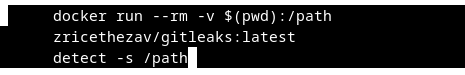 docker run --rm -v $(pwd):/path
zricethezav/gitleaks:latest
detect -s /path